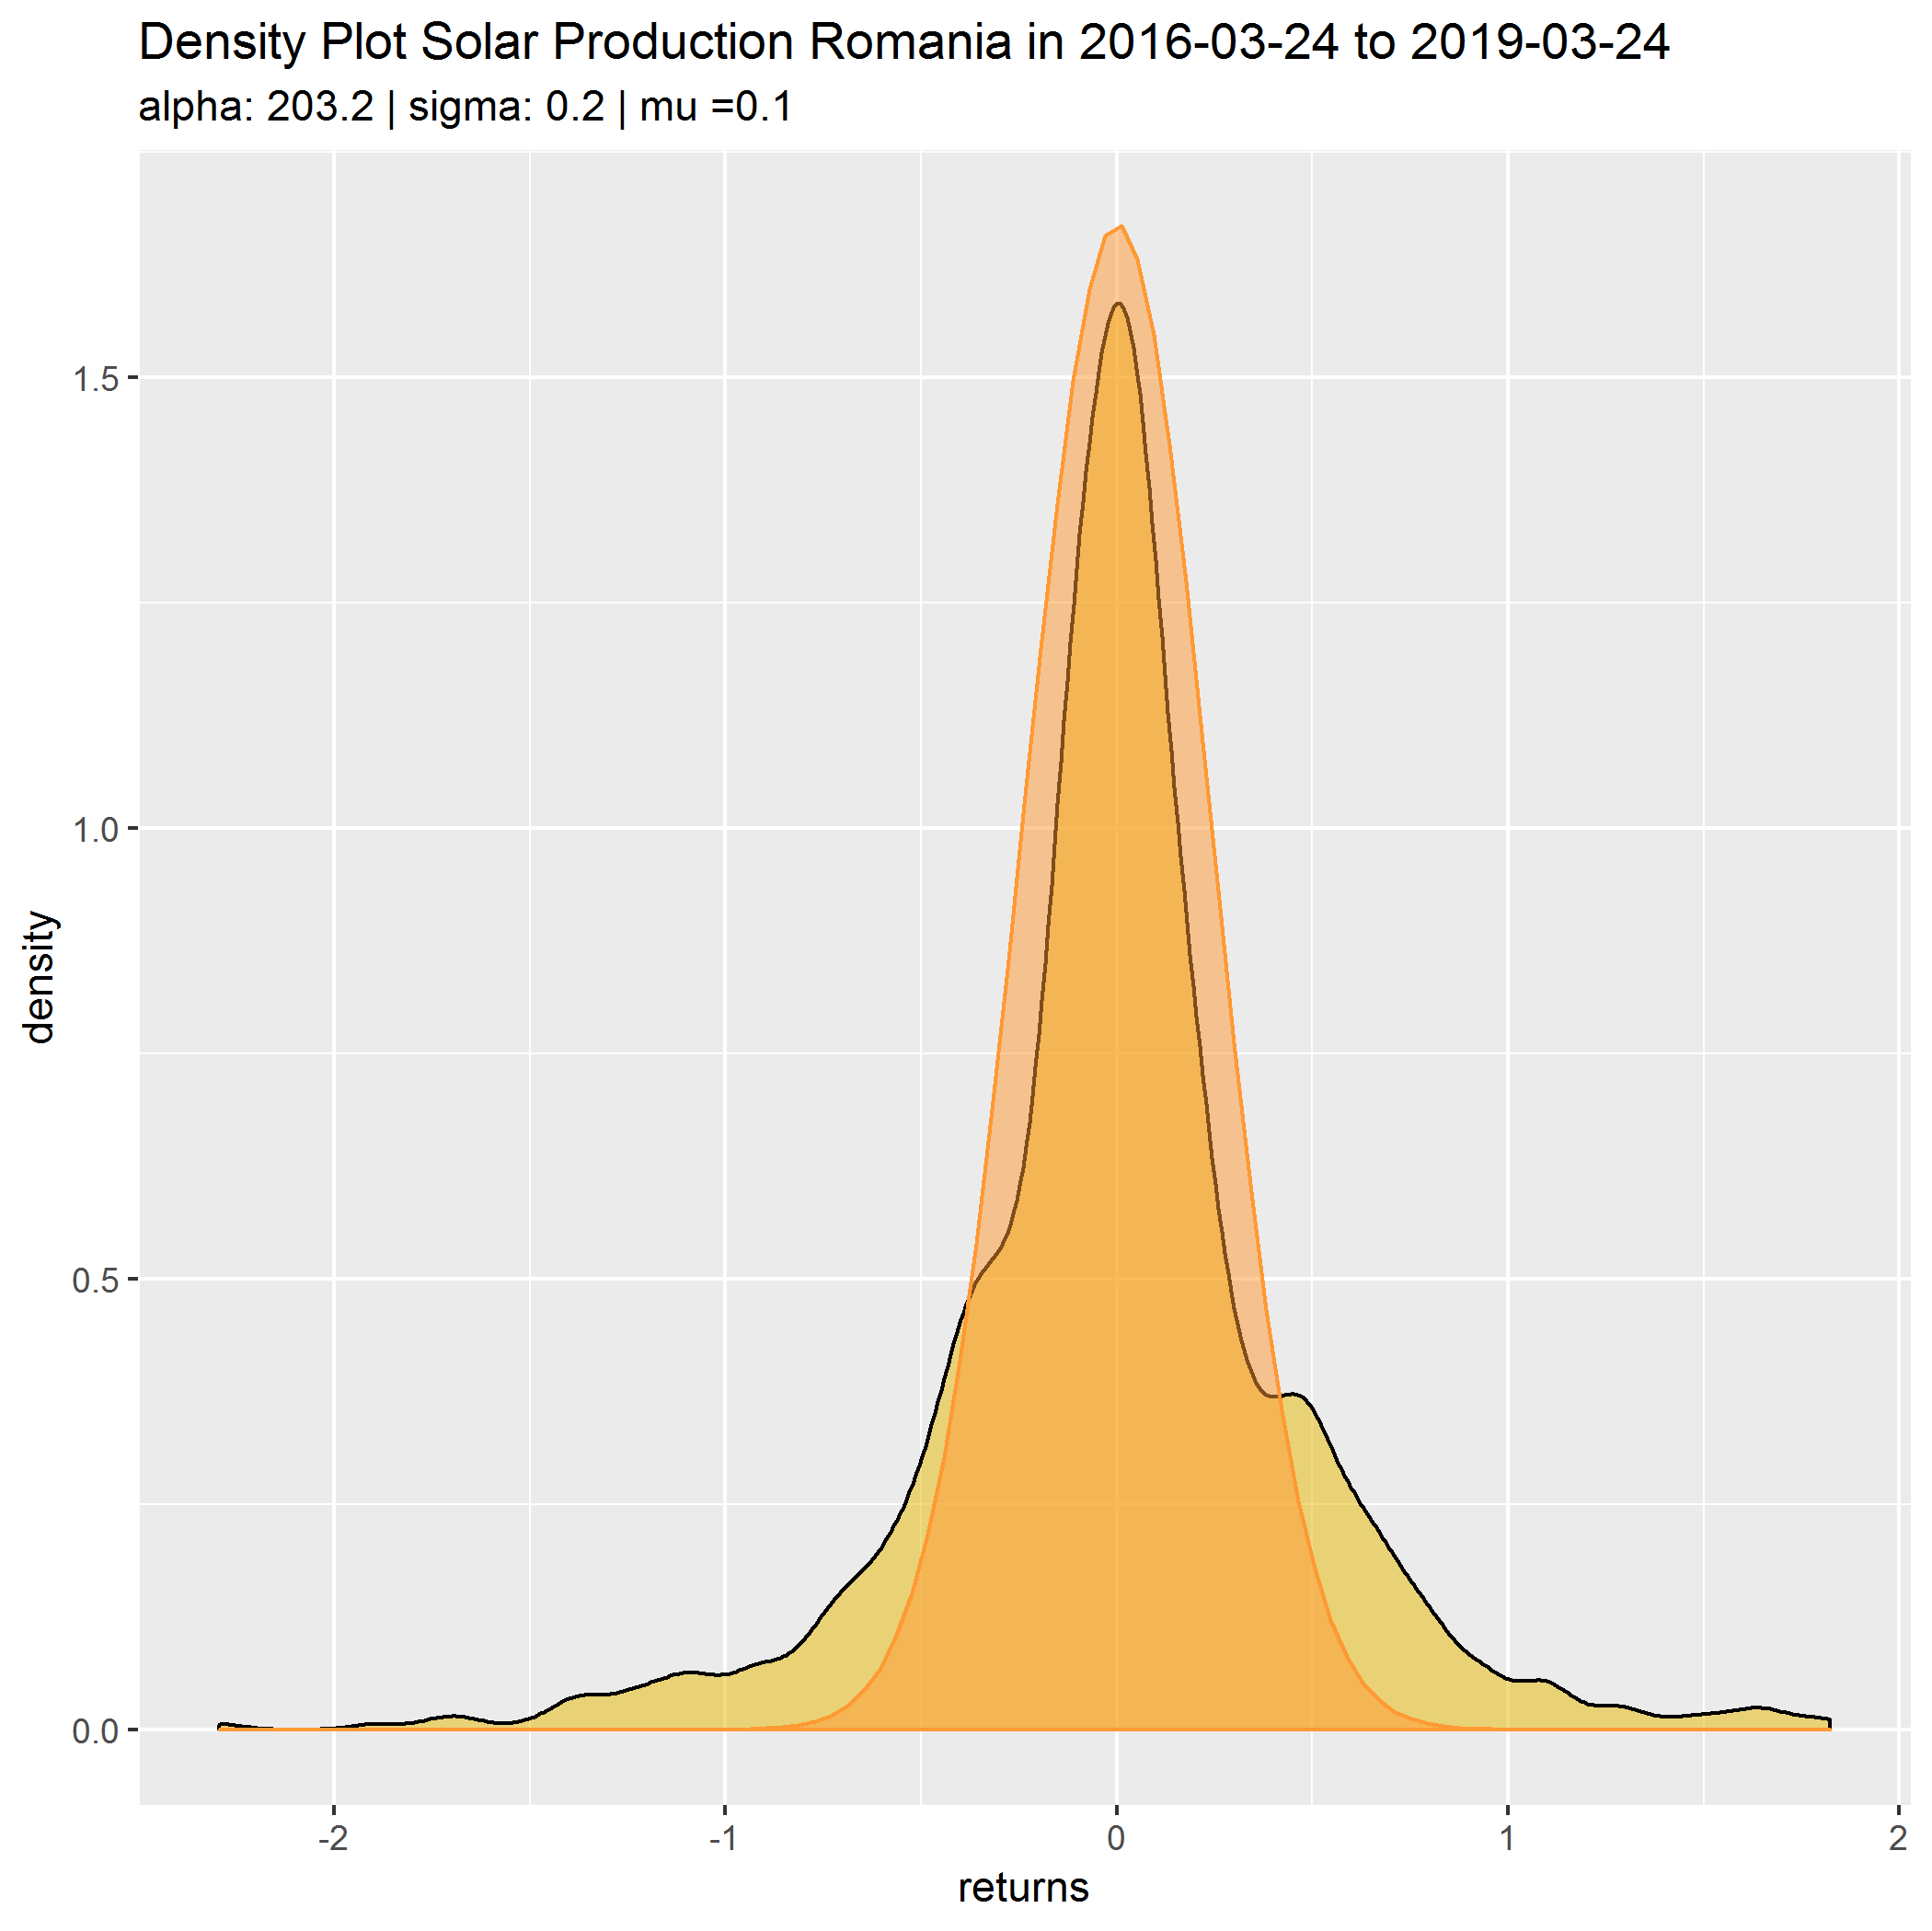 Density Plot Solar Production Romania in 2016-03-24 to 2019-03-24
alpha: 203.2 | sigma: 0.2 | mu =0.1
density
1.5
1.0
0.5
0.0
-2
-1
0
1
2
returns